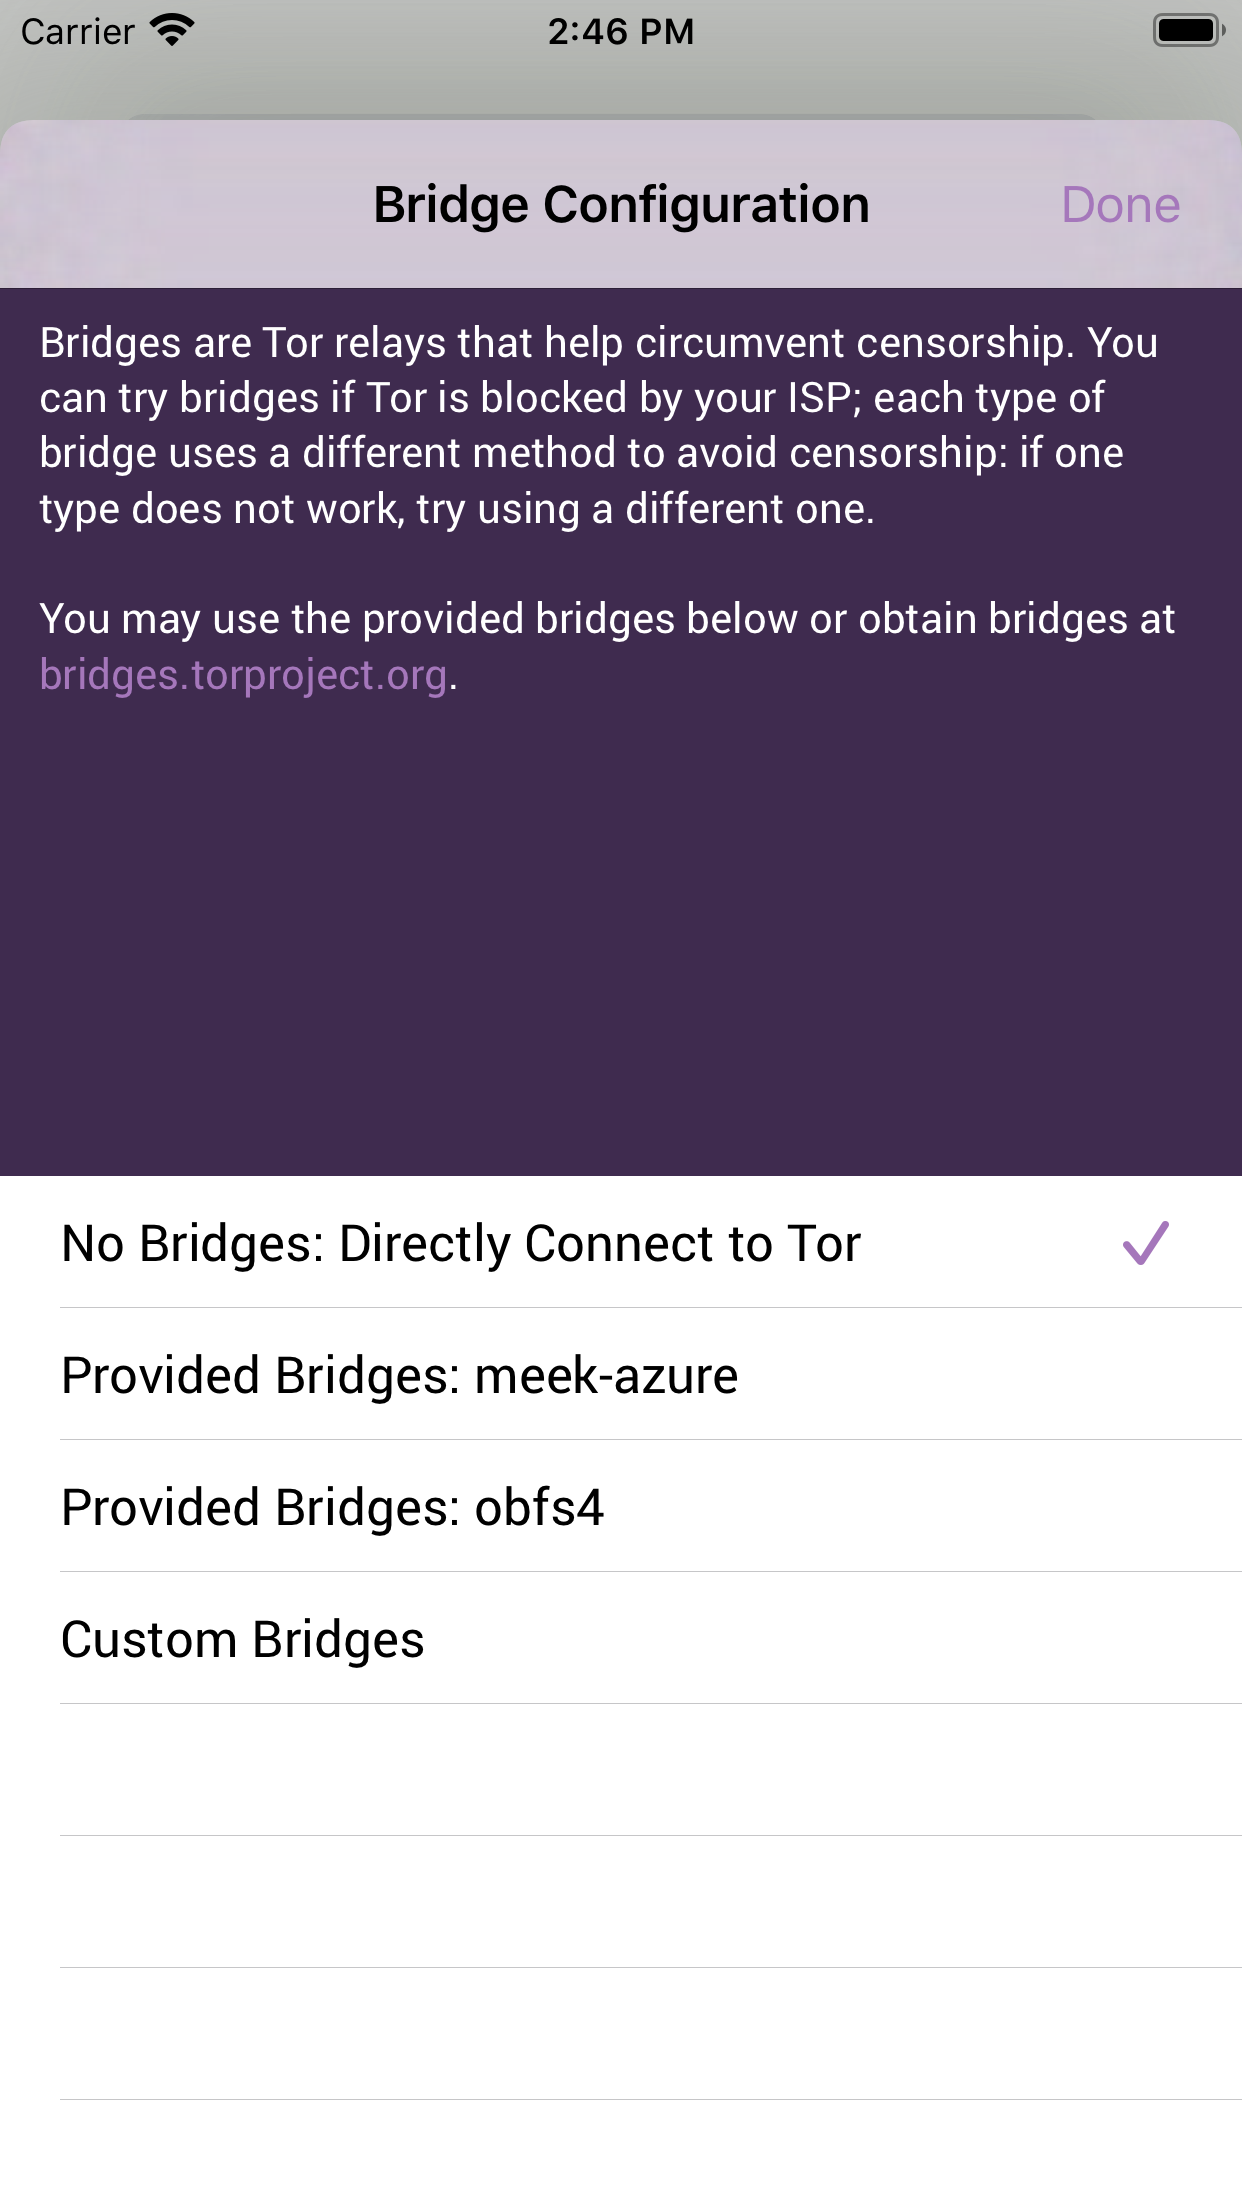 Carrier
2:46 PM
Bridge Configuration
Done
Bridges are Tor relays that help circumvent censorship. You
can try bridges if Tor is blocked by your ISP; each type of
bridge uses a different method to avoid censorship: if one
type does not work, try using a different one.
You may use the provided bridges below or obtain bridges at
bridges.torproject.org.
No Bridges: Directly Connect to Tor
Provided Bridges: meek-azure
Provided Bridges: obfs4
Custom Bridges